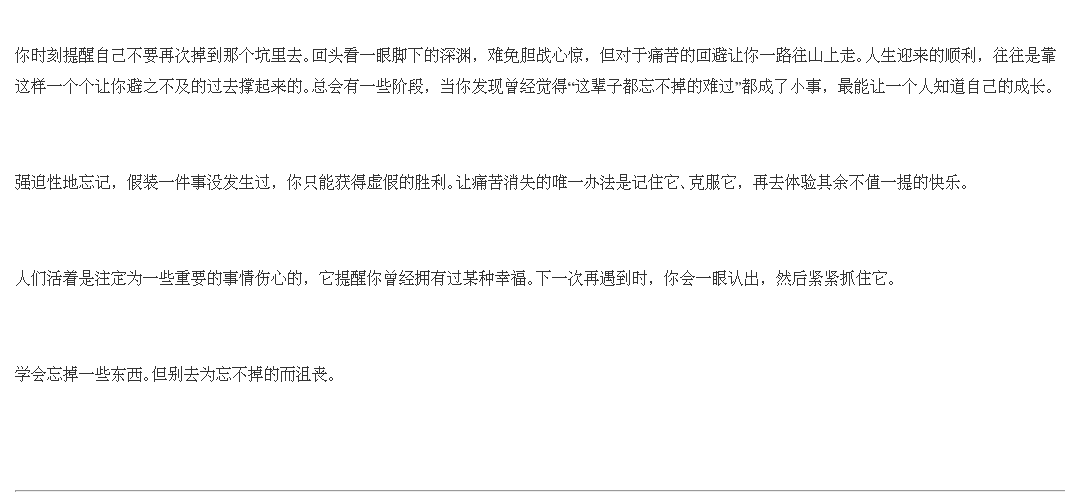 你时刻提醒自己不要再次掉到那个坑里去。回头看一眼脚下的深渊，难免胆战心惊，但对于痛苦的回避让你一路往山上走。人生迎来的顺利，往往是靠
这样一个个让你避之不及的过去撑起来的。总会有一些阶段，当你发现曾经觉得“这辈子都忘不掉的难过”都成了小事，最能让一个人知道自己的成长。
强迫性地忘记，假装一件事没发生过，你只能获得虚假的胜利。让痛苦消失的唯一办法是记住它、克服它，再去体验其余不值一提的快乐。
人们活着是注定为一些重要的事情伤心的，它提醒你曾经拥有过某种幸福。下一次再遇到时，你会一眼认出，然后紧紧抓住它。
学会忘掉一些东西。但别去为忘不掉的而沮丧。